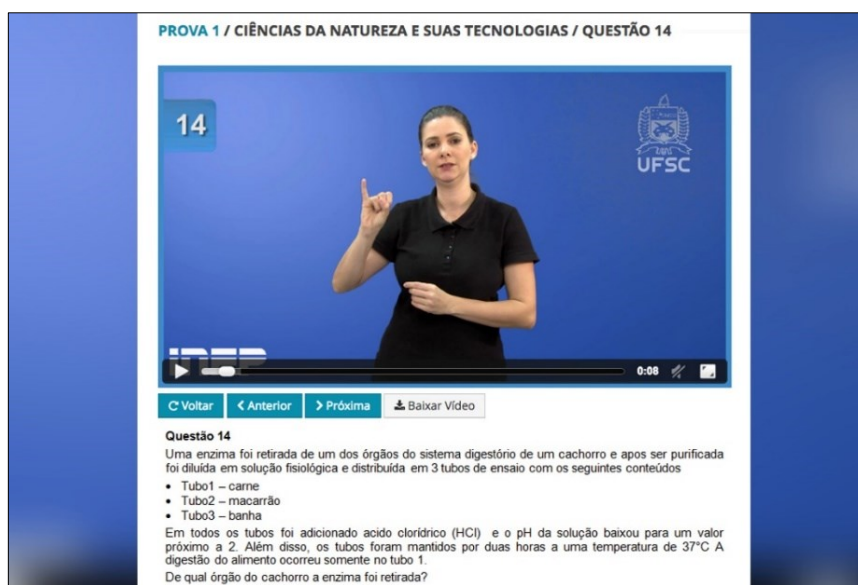 PROVA 1 / CIÊNCIAS DA NATUREZA E SUAS TECNOLOGIAS / QUESTÃO 14
14
UFSC
INEP
0:08
Voltar
Anterior
Próxima
Baixar Vídeo
Questão 14
Uma enzima foi retirada de um dos órgãos do sistema digestório de um cachorro e apos ser purificada
foi diluída em solução fisiológica e distribuída em 3 tubos de ensaio com os seguintes conteúdos
• Tubo1 – carne
• Tubo2 – macarrão
• Tubo3 – banha
Em todos os tubos foi adicionado acido clorídrico (HCl) e o pH da solução baixou para um valor
próximo a 2. Além disso, os tubos foram mantidos por duas horas a uma temperatura de 37°C A
digestão do alimento ocorreu somente no tubo 1.
De qual órgão do cachorro a enzima foi retirada?